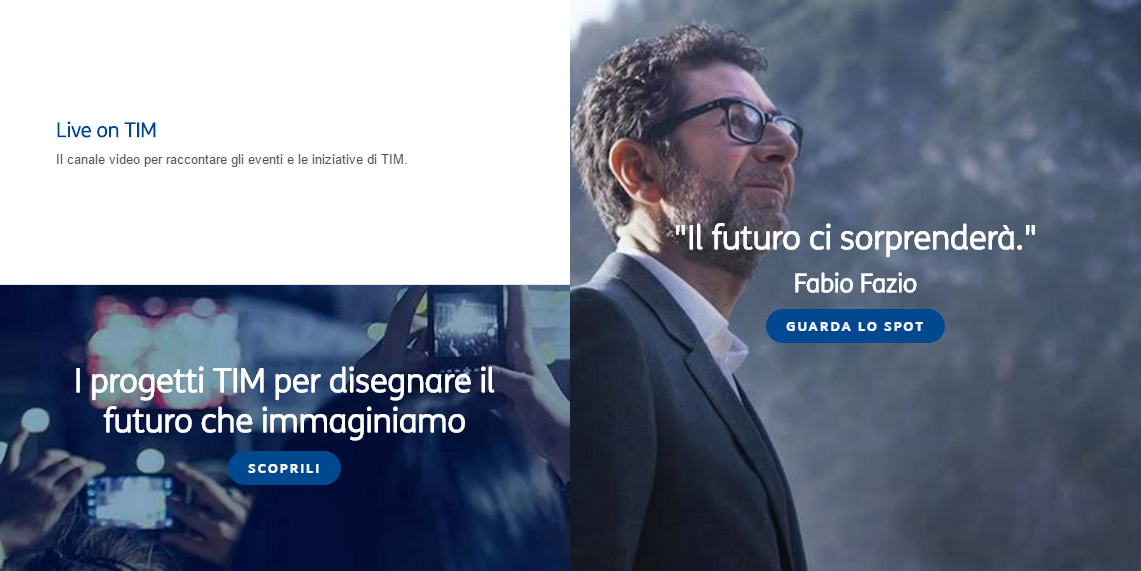 Live on TIM
Il canale video per raccontare gli eventi e le iniziative di TIM.
I progetti TIM per disegnare il
futuro che immaginiamo
SCOPRILI
"Il futuro ci sorprenderà."
Fabio Fazio
GUARDA LO SPOT